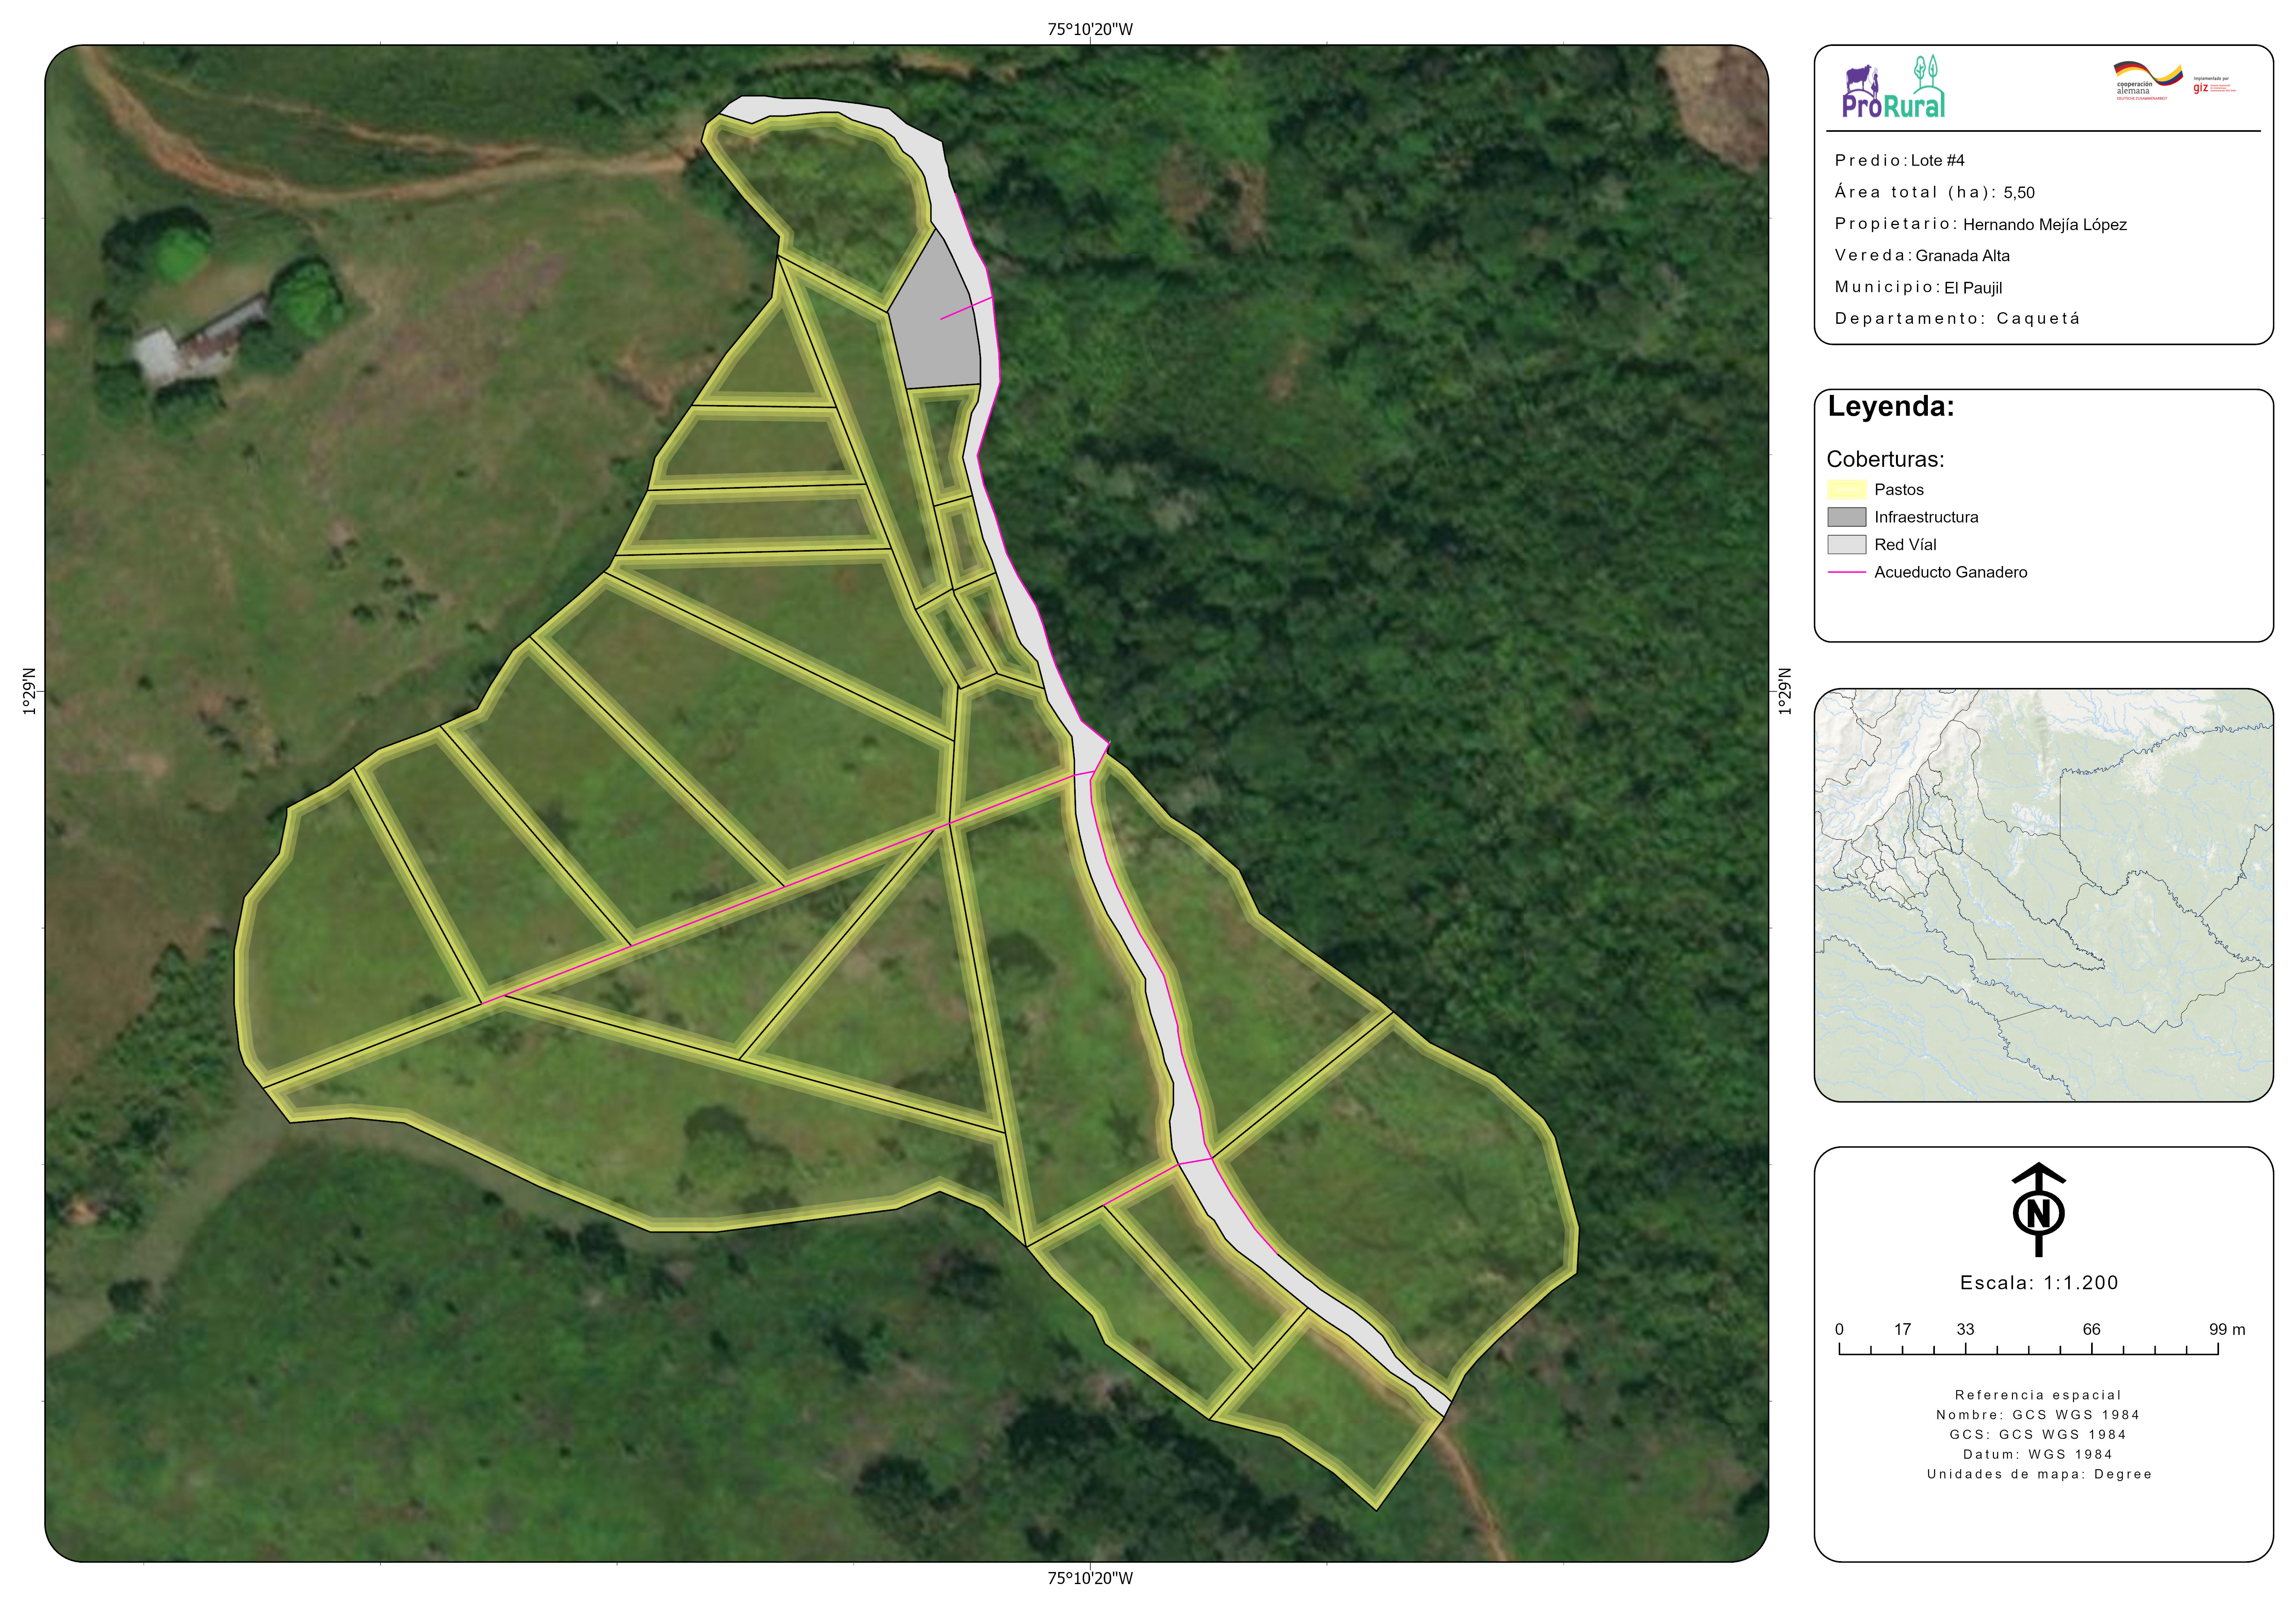 75°10'20"W
1°29'N
1°29'N
75°10'20"W
ProRural
cooperación
alemana
DEUTSCHE ZUSAMMENARBEIT
Implementada por
giz
Predio: Lote #4
Área total (ha): 5,50
Propietario: Hernando Mejía López
Vereda: Granada Alta
Municipio: El Paujil
Departamento: Caquetá
Leyenda:
Coberturas:
Pastos
Infraestructura
Red Víal
Acueducto Ganadero
N
Escala: 1:1.200
0 17 33 66 99 m
Referencia espacial
Nombre: GCS WGS 1984
GCS: GCS WGS 1984
Datum: WGS 1984
Unidades de mapa: Degree